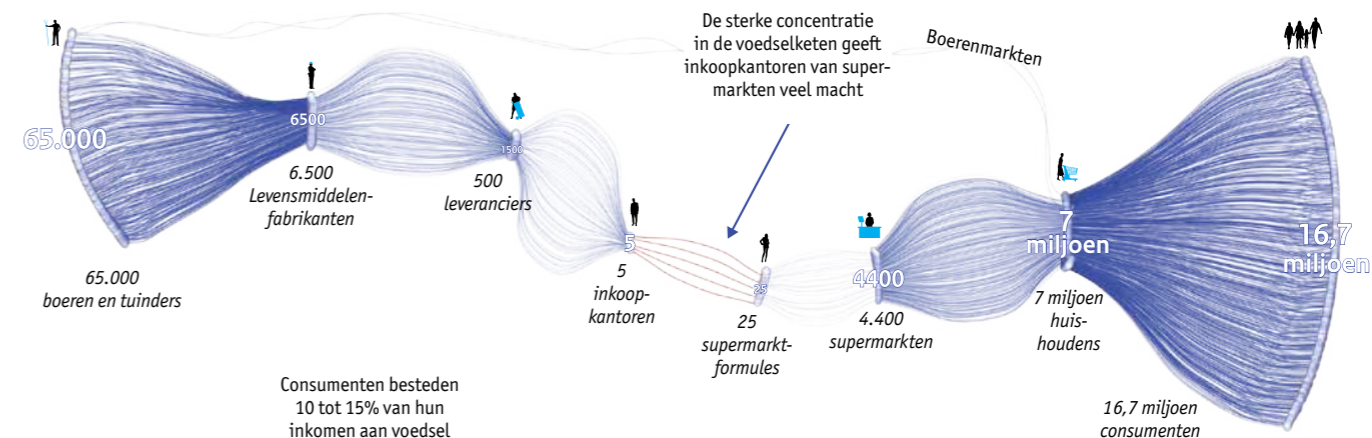 De sterke concentratie
in de voedselketen geeft
inkoopkantoren van super-
markten veel macht
Boerenmarkten
65.000
65.000
boeren en tuinders
6500
6.500
Levensmiddelen-
fabrikanten
1500
500
leveranciers
5
5
inkoop-
kantoren
25
25
supermarkt-
formules
4400
4.400
supermarkten
7
miljoen
7 miljoen
huis-
houdens
16,7
miljoen
16,7 miljoen
consumenten
Consumenten besteden
10 tot 15% van hun
inkomen aan voedsel